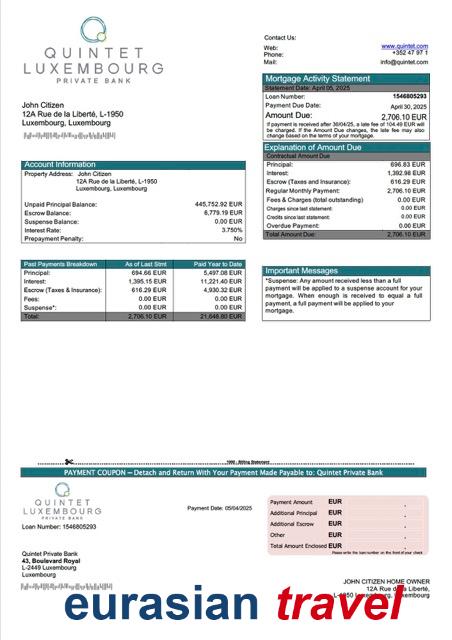 QUINTET
LUXEMBOURG
PRIVATE BANK
Contact Us:
Web: www.quintet.com
Phone: +352 47 97 1
Mail: info@quintet.com
Mortgage Activity Statement
Statement Date: April 05, 2025
Loan Number: 1546805293
Payment Due Date: April 30, 2025
Amount Due: 2,706.10 EUR
If payment is received after 30/04/25, a late fee of 104.49 EUR will
be charged. If the Amount Due changes, the late fee may also
change based on the terms of your mortgage.
John Citizen
12A Rue de la Liberté, L-1950
Luxembourg, Luxembourg
Explanation of Amount Due
Contractual Amount Due
Principal: 696.83 EUR
Interest: 1,392.98 EUR
Escrow (Taxes and Insurance): 616.29 EUR
Regular Monthly Payment: 2,706.10 EUR
Fees & Charges (total outstanding) 0.00 EUR
Charges since last statement: 0.00 EUR
Credits since last statement: 0.00 EUR
Overdue Payment: 0.00 EUR
Total Amount Due: 2,706.10 EUR
Account Information
Property Address: John Citizen
12A Rue de la Liberté, L-1950
Luxembourg, Luxembourg
Unpaid Principal Balance: 445,752.92 EUR
Escrow Balance: 6,779.19 EUR
Suspense Balance: 0.00 EUR
Interest Rate: 3.750%
Prepayment Penalty: No
Past Payments Breakdown As of Last Stmt Paid Year to Date
Principal: 694.66 EUR 5,497.08 EUR
Interest: 1,395.15 EUR 11,221.40 EUR
Escrow (Taxes & Insurance): 616.29 EUR 4,930.32 EUR
Fees: 0.00 EUR 0.00 EUR
Suspense*: 0.00 EUR 0.00 EUR
Total: 2,706.10 EUR 21,648.80 EUR
Important Messages
*Suspense: Any amount received less than a full
payment will be applied to a suspense account for your
mortgage. When enough is received to equal a full
payment, a full payment will be applied to your
mortgage.
Billing Statement
PAYMENT COUPON — Detach and Return With Your Payment Made Payable to: Quintet Private Bank
QUINTET
LUXEMBOURG
PRIVATE BANK
Loan Number: 1546805293
Payment Date: 05/04/2025
Payment Amount EUR .
Additional Principal EUR .
Additional Escrow EUR .
Other EUR .
Total Amount Enclosed EUR .
Please write the loan number on the front of your check
Quintet Private Bank
43, Boulevard Royal
L-2449 Luxembourg
Luxembourg
JOHN CITIZEN HOME OWNER
12A Rue de la Liberté,
L-1950 Luxembourg, Luxembourg
eurasian travel